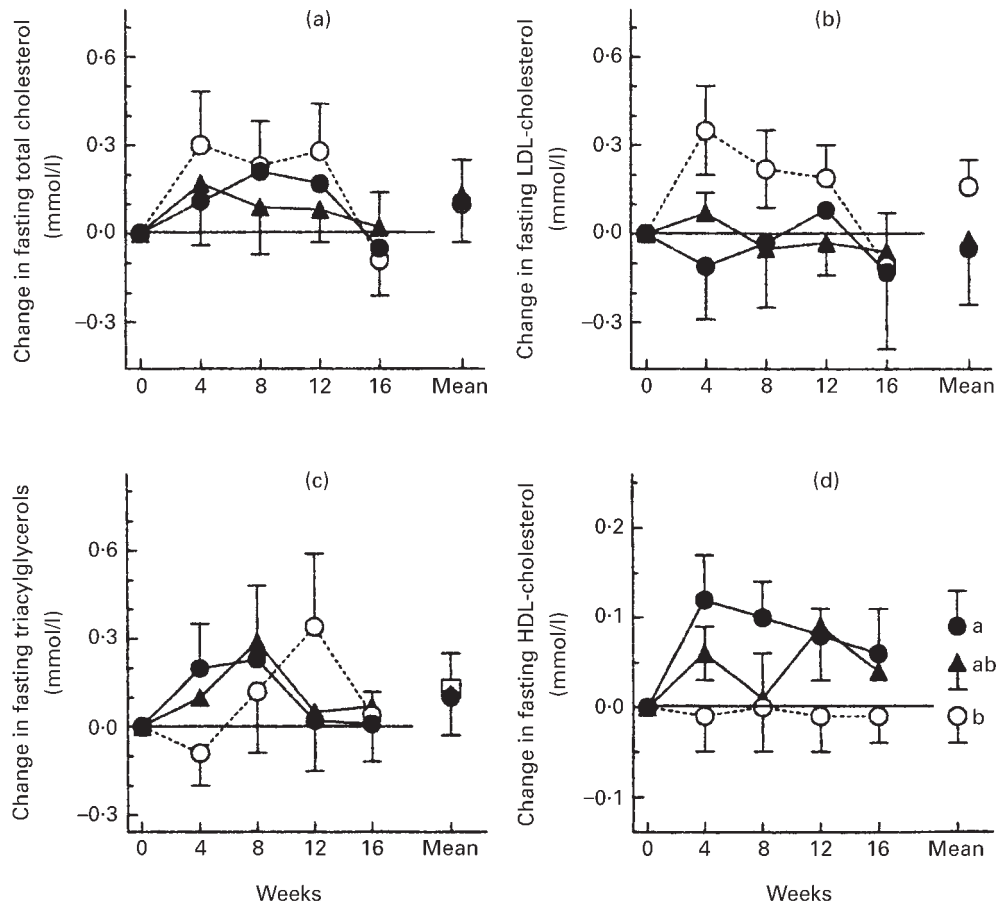 (a)
Change in fasting total cholesterol
(mmol/l)
0·6
0·3
0·0
−0·3
0 4 8 12 16 Mean
(b)
Change in fasting LDL-cholesterol
(mmol/l)
0·6
0·3
0·0
−0·3
0 4 8 12 16 Mean
(c)
Change in fasting triacylglycerols
(mmol/l)
0·6
0·3
0·0
−0·3
0 4 8 12 16 Mean
Weeks
(d)
Change in fasting HDL-cholesterol
(mmol/l)
0·2
0·1
0·0
−0·1
a
ab
b
0 4 8 12 16 Mean
Weeks